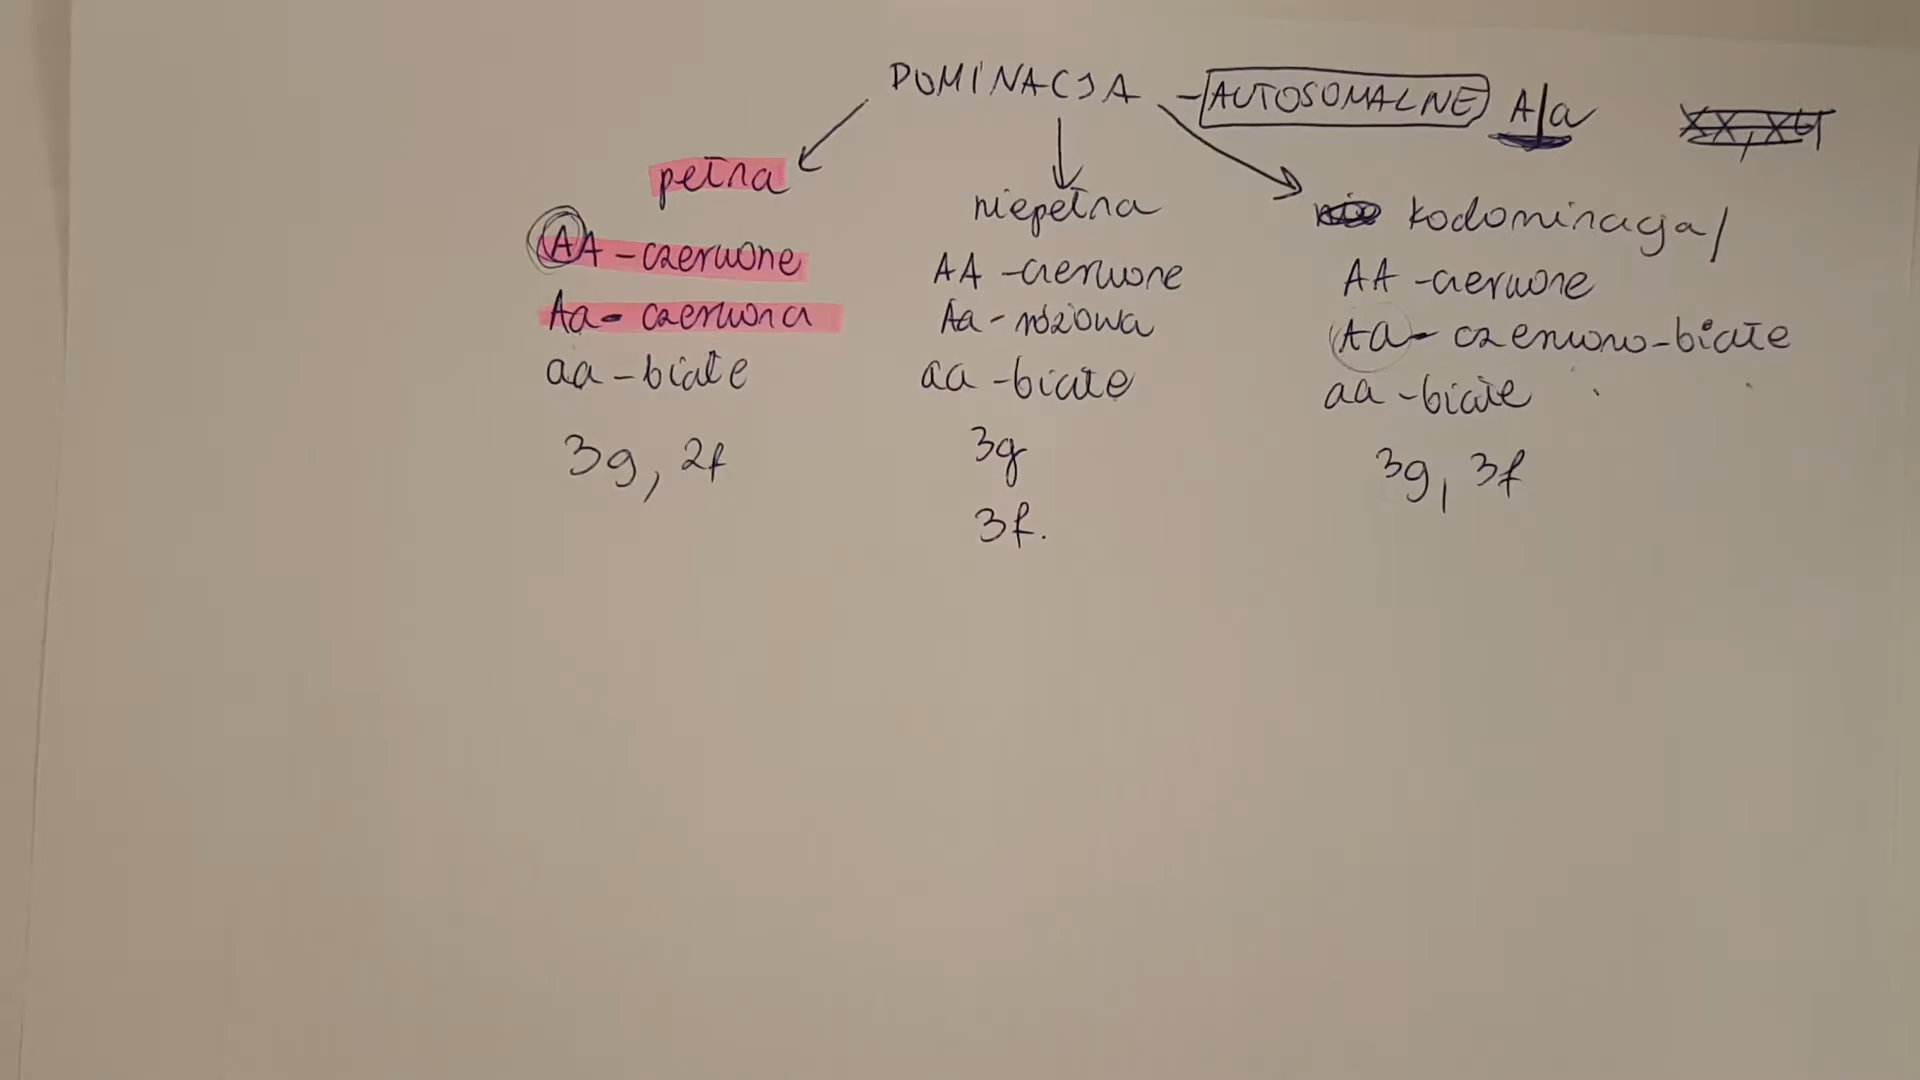 DOMINACJA - AUTOSOMALNE A/a
pełna
AA - czerwone
Aa - czerwona
aa - białe
3g, 2f
niepełna
AA - czerwone
Aa - różowa
aa - białe
3g
3f.
kodominacja/
AA - czerwone
Aa - czerwono-białe
aa - białe
3g, 3f